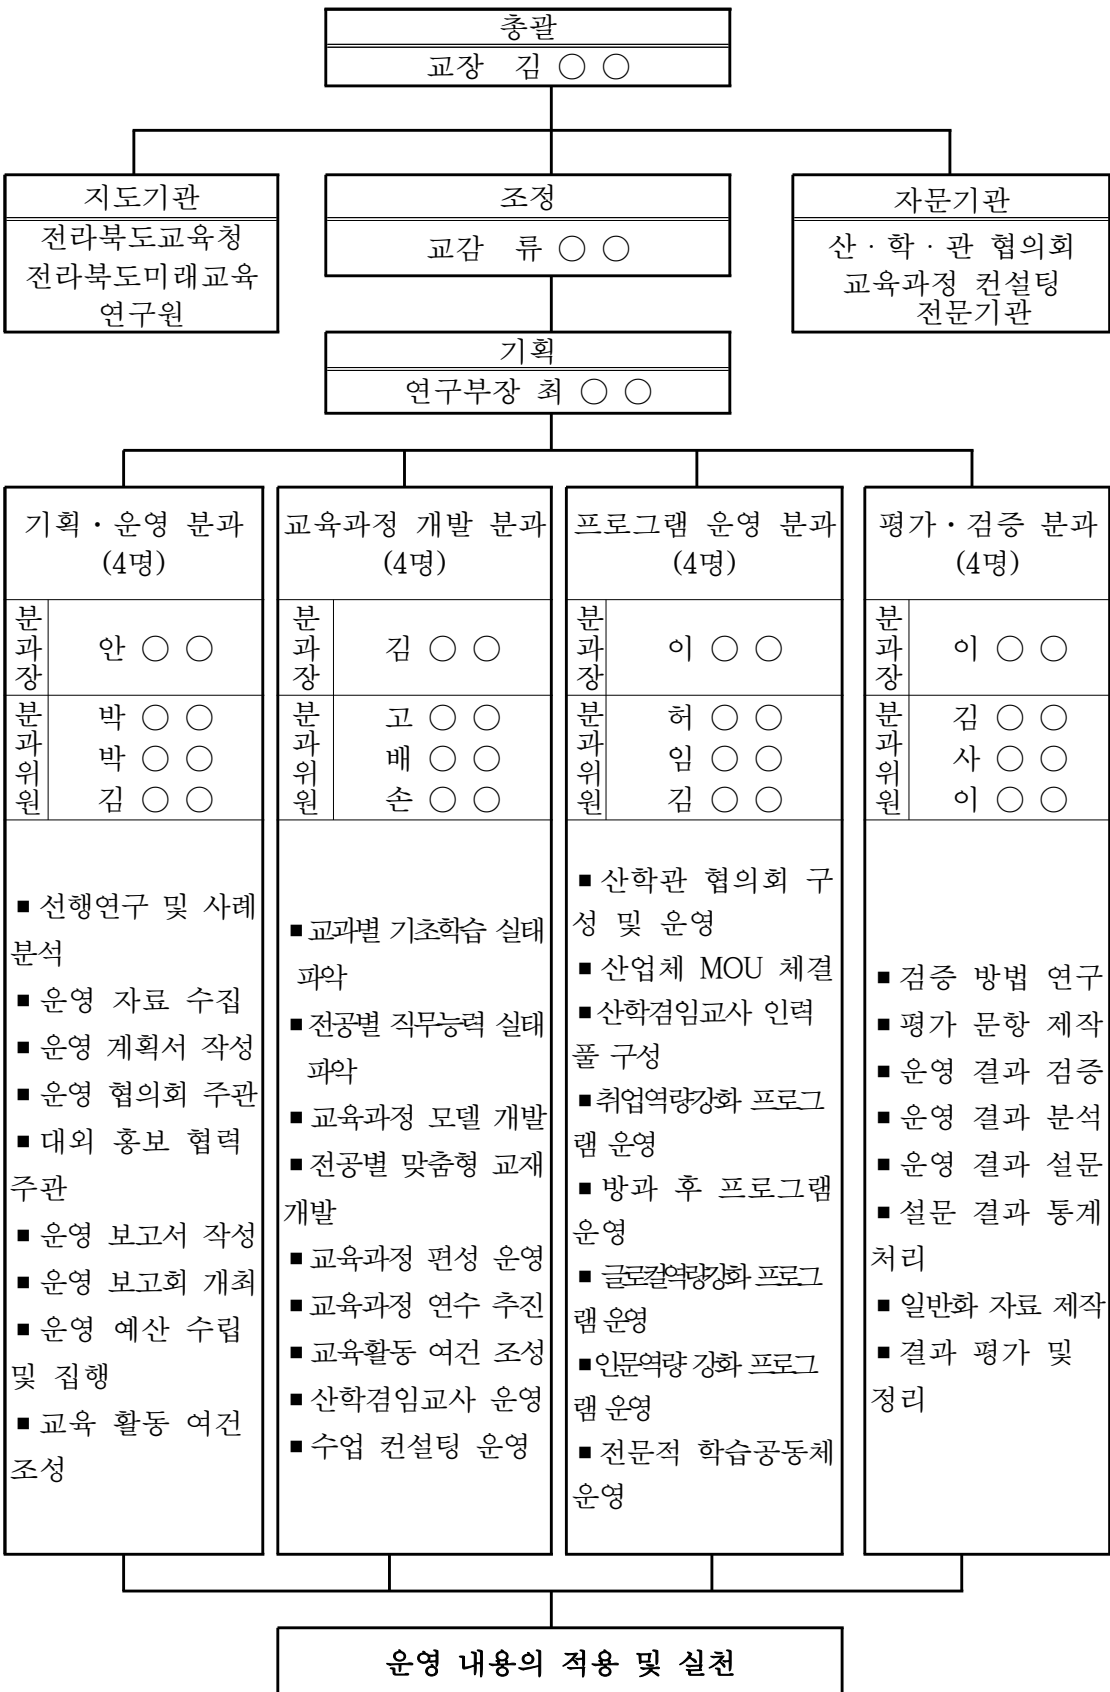 총괄
교장 김 ○ ○
지도기관
전라북도교육청
전라북도미래교육
연구원
조정
교감 류 ○ ○
자문기관
산 · 학 · 관 협의회
교육과정 컨설팅
전문기관
기획
연구부장 최 ○ ○
기획 · 운영 분과
(4명)
분과장
안 ○ ○
분과위원
박 ○ ○
박 ○ ○
김 ○ ○
■ 선행연구 및 사례
분석
■ 운영 자료 수집
■ 운영 계획서 작성
■ 운영 협의회 주관
■ 대외 홍보 협력
주관
■ 운영 보고서 작성
■ 운영 보고회 개최
■ 운영 예산 수립
및 집행
■ 교육 활동 여건
조성
교육과정 개발 분과
(4명)
분과장
김 ○ ○
분과위원
고 ○ ○
배 ○ ○
손 ○ ○
■ 교과별 기초학습 실태
파악
■ 전공별 직무능력 실태
파악
■ 교육과정 모델 개발
■ 전공별 맞춤형 교재
개발
■ 교육과정 편성 운영
■ 교육과정 연수 추진
■ 교육활동 여건 조성
■ 산학겸임교사 운영
■ 수업 컨설팅 운영
프로그램 운영 분과
(4명)
분과장
이 ○ ○
분과위원
허 ○ ○
임 ○ ○
김 ○ ○
■ 산학관 협의회 구
성 및 운영
■ 산업체 MOU 체결
■ 산학겸임교사 인력
풀 구성
■ 취업역량강화 프로그
램 운영
■ 방과 후 프로그램
운영
■ 글로컬역량강화 프로그
램 운영
■ 인문역량 강화 프로그
램 운영
■ 전문적 학습공동체
운영
평가 · 검증 분과
(4명)
분과장
이 ○ ○
분과위원
김 ○ ○
사 ○ ○
이 ○ ○
■ 검증 방법 연구
■ 평가 문항 제작
■ 운영 결과 검증
■ 운영 결과 분석
■ 운영 결과 설문
■ 설문 결과 통계
처리
■ 일반화 자료 제작
■ 결과 평가 및
정리
운영 내용의 적용 및 실천